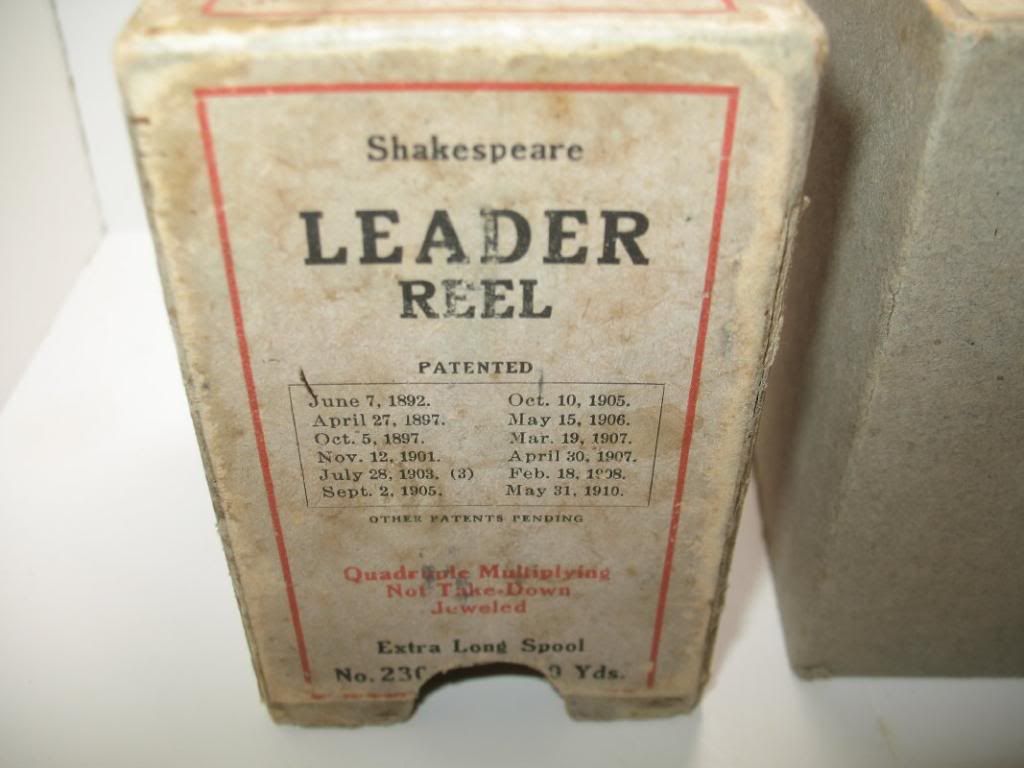 Shakespeare
LEADER
REEL
PATENTED
June 7, 1892. Oct. 10, 1905.
April 27, 1897. May 15, 1906.
Oct. 5, 1897. Mar. 19, 1907.
Nov. 12, 1901. April 30, 1907.
July 28, 1903. (3) Feb. 18, 1908.
Sept. 2, 1905. May 31, 1910.
OTHER PATENTS PENDING
Quadruple Multiplying
Not Take-Down
Jeweled
Extra Long Spool
No. Yds.